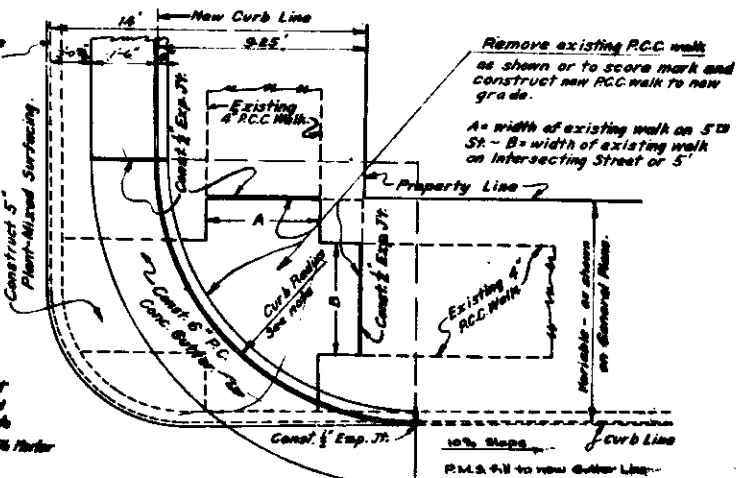 14'
New Curb Line
1'-6"
9.25'
Remove existing P.C.C. walk
as shown or to score mark and
construct new P.C.C. walk to new
grade.
A = width of existing walk on 5TH
St. ~ B = width of existing walk
on Intersecting Street or 5'
Existing
4" P.C.C. Walk
Const. ½" Exp. Jt.
Property Line
A
B
Construct 5"
Plant-Mixed Surfacing.
Curb Radius
See note
Const. 6" P.C.
Conc. Gutter
Const. ½" Exp. Jt.
Existing 4"
P.C.C. Walk
Variable - as shown
on General Plans.
Const. ½" Exp. Jt.
10% Slope
Curb Line
P.M.S. fill to new Gutter Line